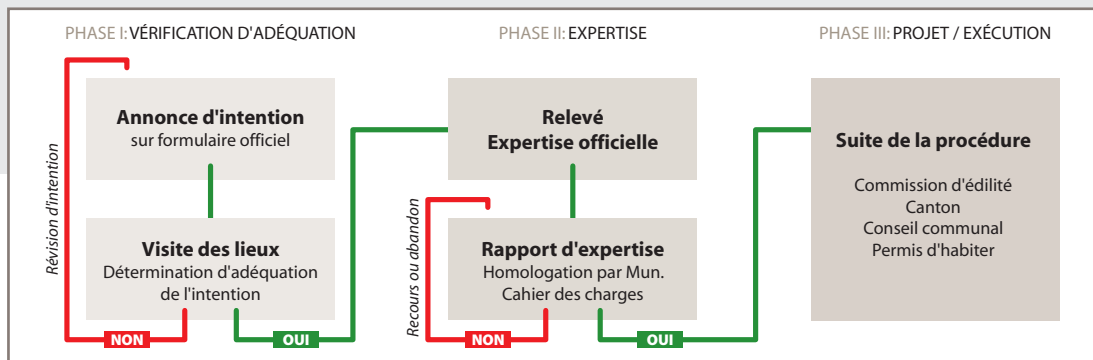 PHASE I: VÉRIFICATION D'ADÉQUATION
Annonce d'intention
sur formulaire officiel
Révision d'intention
Visite des lieux
Détermination d'adéquation
de l'intention
NON
OUI
PHASE II: EXPERTISE
Relevé
Expertise officielle
Recours ou abandon
Rapport d'expertise
Homologation par Mun.
Cahier des charges
NON
OUI
PHASE III: PROJET / EXÉCUTION
Suite de la procédure
Commission d'édilité
Canton
Conseil communal
Permis d'habiter